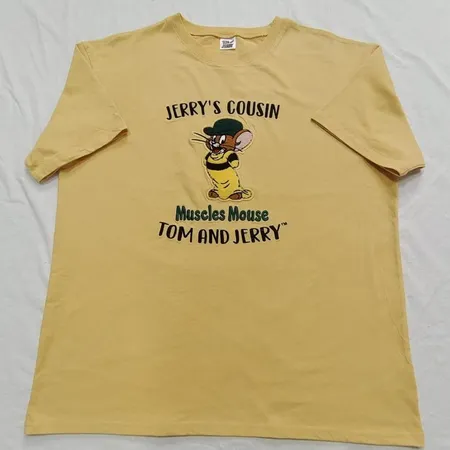 JERRY'S COUSIN
Muscles Mouse
TOM AND JERRY™